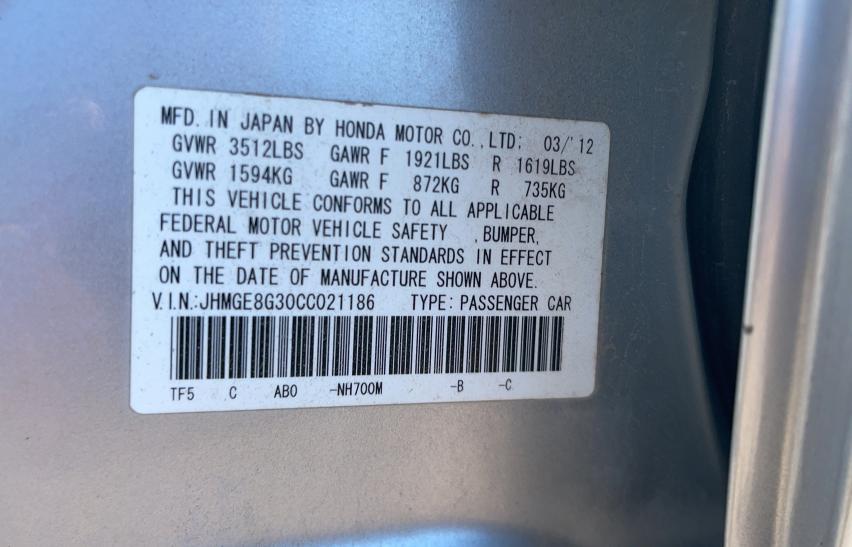 MFD. IN JAPAN BY HONDA MOTOR CO.,LTD; 03/'12
GVWR 3512LBS GAWR F 1921LBS R 1619LBS
GVWR 1594KG GAWR F 872KG R 735KG
THIS VEHICLE CONFORMS TO ALL APPLICABLE
FEDERAL MOTOR VEHICLE SAFETY ,BUMPER,
AND THEFT PREVENTION STANDARDS IN EFFECT
ON THE DATE OF MANUFACTURE SHOWN ABOVE.
V.I.N.:JHMGE8G30CC021186 TYPE: PASSENGER CAR
TF5 C AB0 -NH700M -B -C